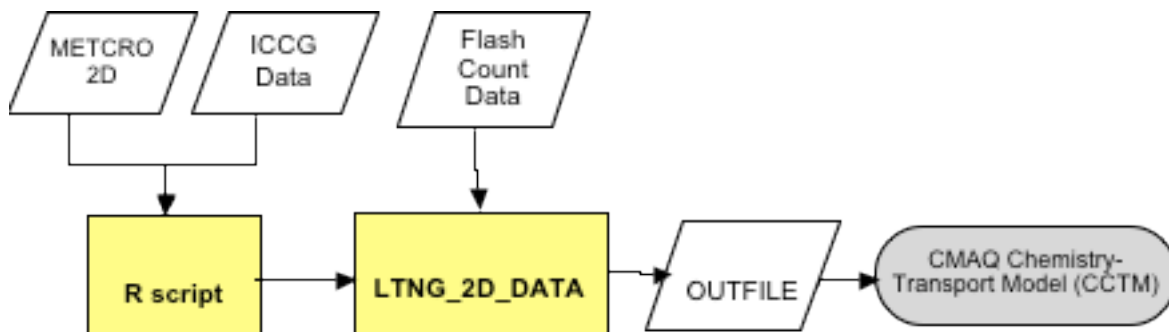 METCRO
2D
ICCG
Data
Flash
Count
Data
R script
LTNG_2D_DATA
OUTFILE
CMAQ Chemistry-
Transport Model (CCTM)